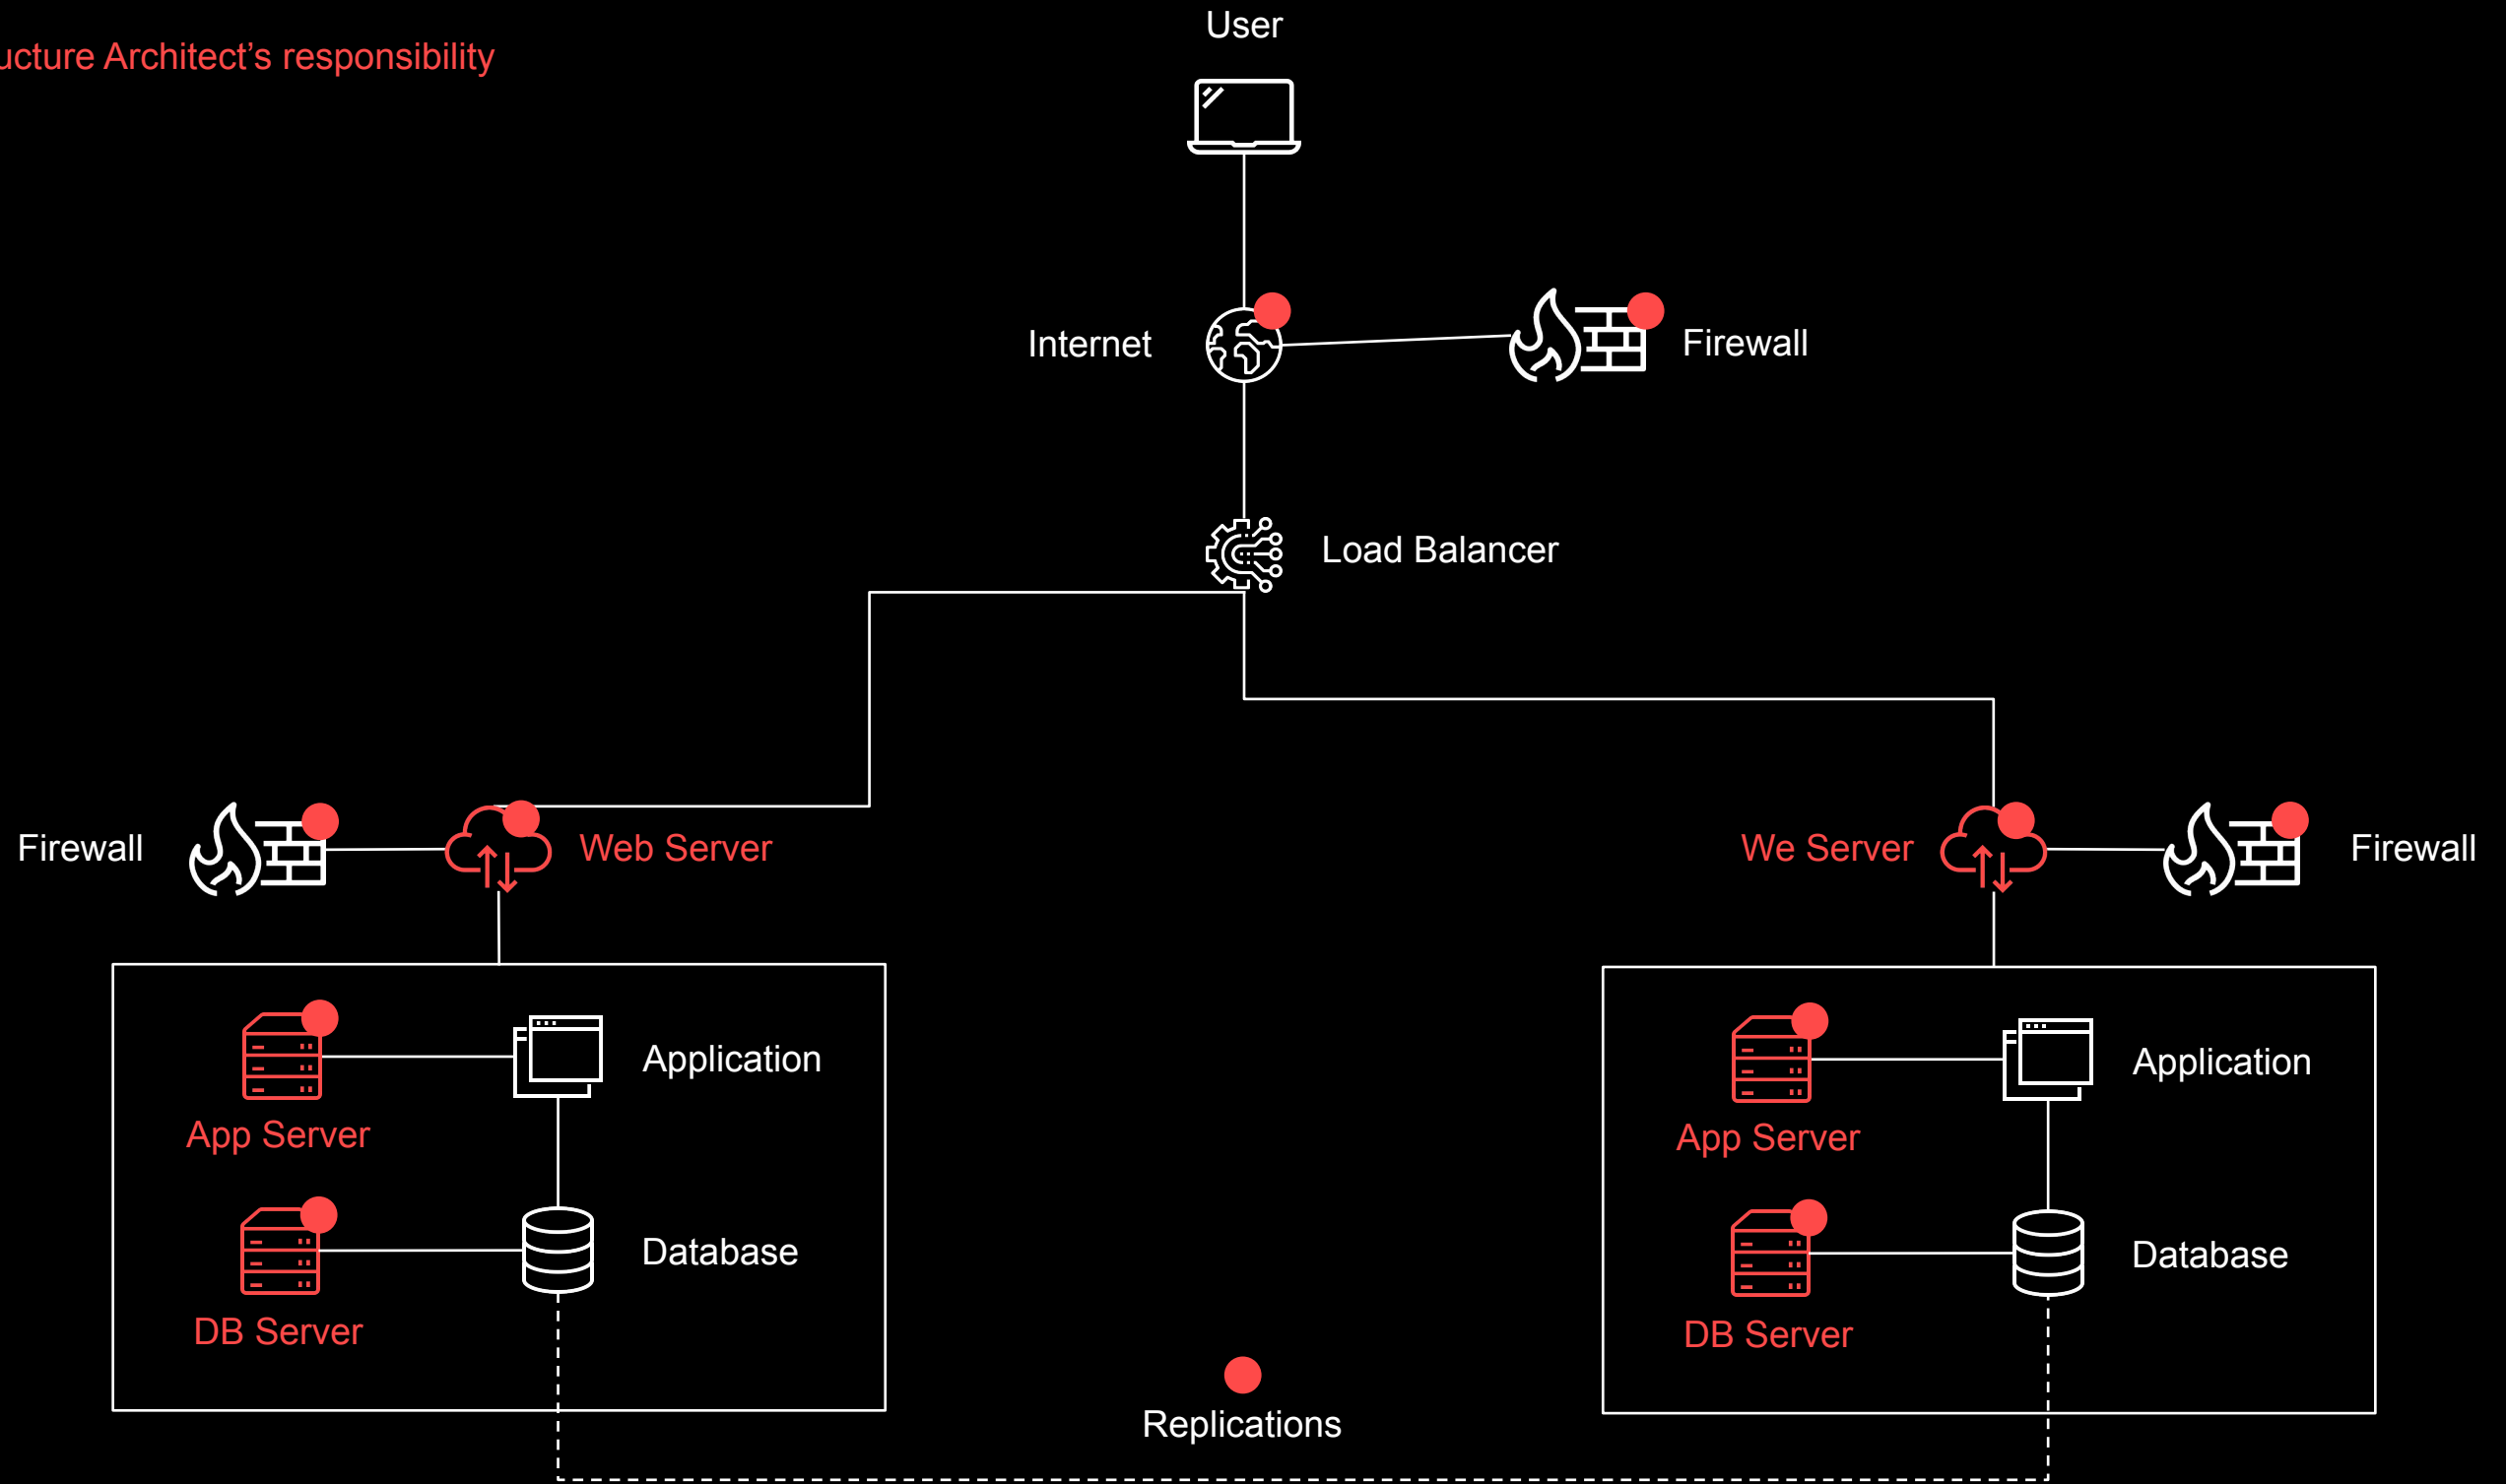 User
ucture Architect’s responsibility
Internet
Firewall
Load Balancer
Firewall
Web Server
We Server
Firewall
Application
App Server
Database
DB Server
Application
App Server
Database
DB Server
Replications